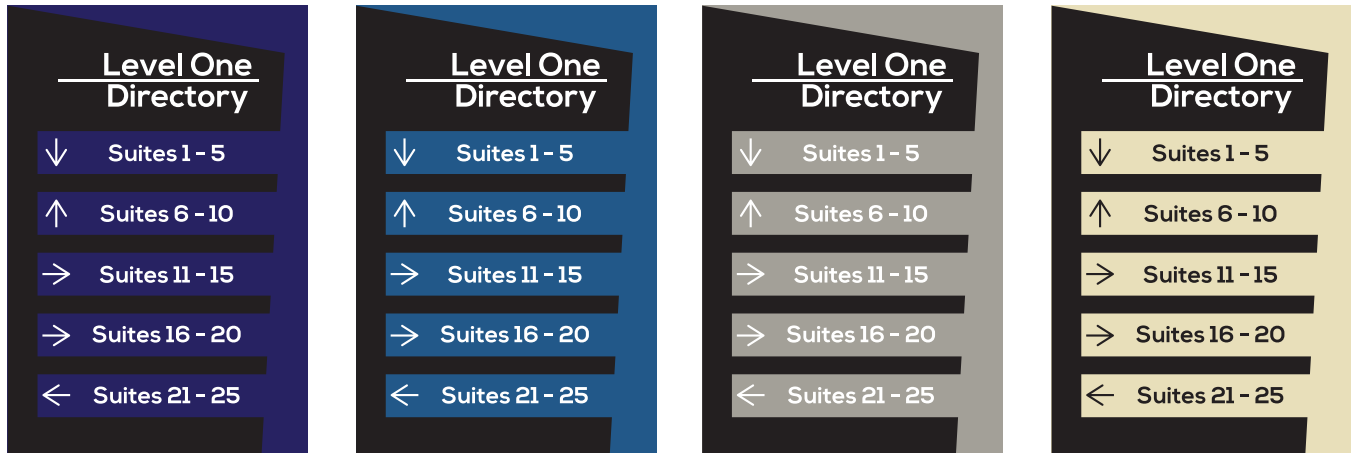 Level One
Directory
↓ Suites 1 - 5
↑ Suites 6 - 10
→ Suites 11 - 15
→ Suites 16 - 20
← Suites 21 - 25
Level One
Directory
↓ Suites 1 - 5
↑ Suites 6 - 10
→ Suites 11 - 15
→ Suites 16 - 20
← Suites 21 - 25
Level One
Directory
↓ Suites 1 - 5
↑ Suites 6 - 10
→ Suites 11 - 15
→ Suites 16 - 20
← Suites 21 - 25
Level One
Directory
↓ Suites 1 - 5
↑ Suites 6 - 10
→ Suites 11 - 15
→ Suites 16 - 20
← Suites 21 - 25